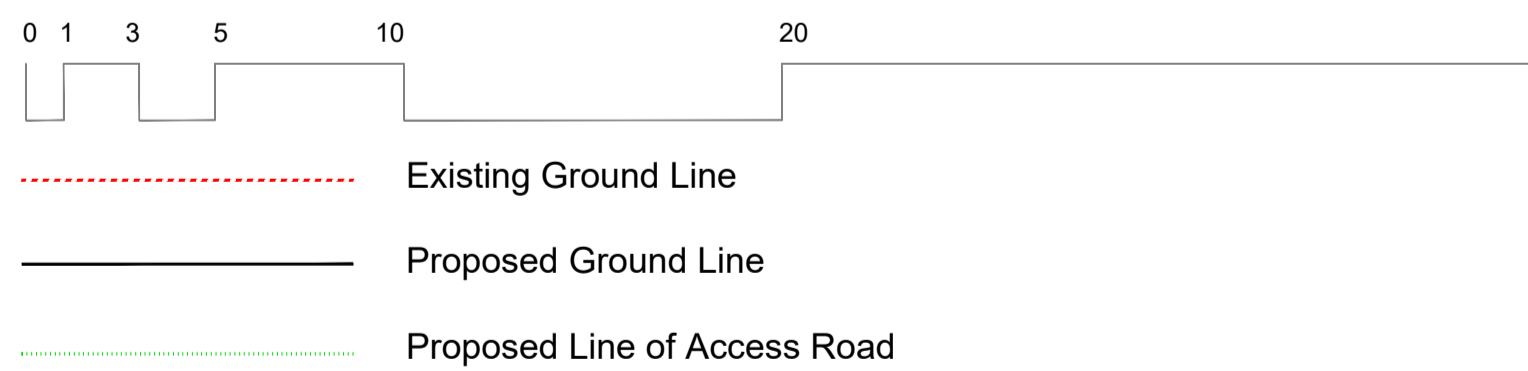 0 1 3 5 10 20
Existing Ground Line
Proposed Ground Line
Proposed Line of Access Road